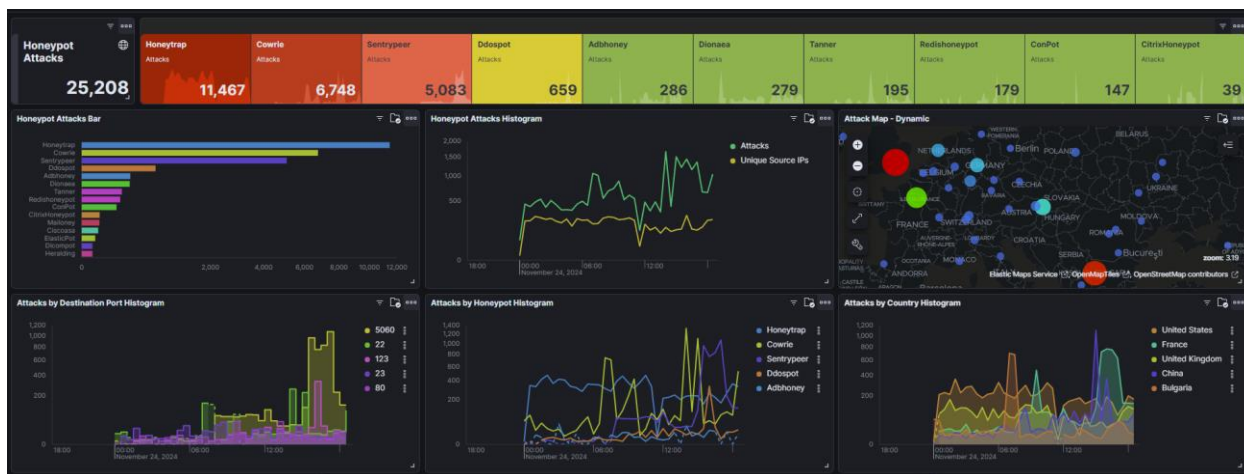 Honeypot Attacks
25,208
Honeytrap
Attacks
11,467
Cowrie
Attacks
6,748
Sentrypeer
Attacks
5,083
Ddospot
Attacks
659
Adbhoney
Attacks
286
Dionaea
Attacks
279
Tanner
Attacks
195
Redishoneypot
Attacks
179
ConPot
Attacks
147
CitrixHoneypot
Attacks
39
Honeypot Attacks Bar
Honeytrap
Cowrie
Sentrypeer
Ddospot
Adbhoney
Dionaea
Tanner
Redishoneypot
ConPot
CitrixHoneypot
Mailoney
Ciscoasa
ElasticPot
Dicompot
Heralding
0 2,000 4,000 6,000 8,000 10,000 12,000
Honeypot Attacks Histogram
2,000
1,500
1,000
500
0
18:00 00:00 06:00 12:00
November 24, 2024
Attacks
Unique Source IPs
Attack Map - Dynamic
WESTERN POMERANIA
BELARUS
NETHERLANDS
Berlin
POLAND
GERMANY
BELGIUM
CZECHIA
UKRAINE
BAVARIA
SLOVAKIA
FRANCE
SWITZERLAND
AUSTRIA
HUNGARY
MOLDOVA
AUVERGNE-RHÔNE-ALPES
LOMBARDY
CROATIA
ROMANIA
OCCITANIA
MONACO
SERBIA
București
ANDORRA
zoom: 3.19
Barcelona
Elastic Maps Service
OpenMapTiles
, OpenStreetMap contributors
Attacks by Destination Port Histogram
1,200
1,000
800
600
400
200
0
18:00 00:00 06:00 12:00
November 24, 2024
5060
22
123
23
80
Attacks by Honeypot Histogram
1,400
1,200
1,000
800
600
400
200
0
18:00 00:00 06:00 12:00
November 24, 2024
Honeytrap
Cowrie
Sentrypeer
Ddospot
Adbhoney
Attacks by Country Histogram
1,200
1,000
800
600
400
200
0
18:00 00:00 06:00 12:00
November 24, 2024
United States
France
United Kingdom
China
Bulgaria